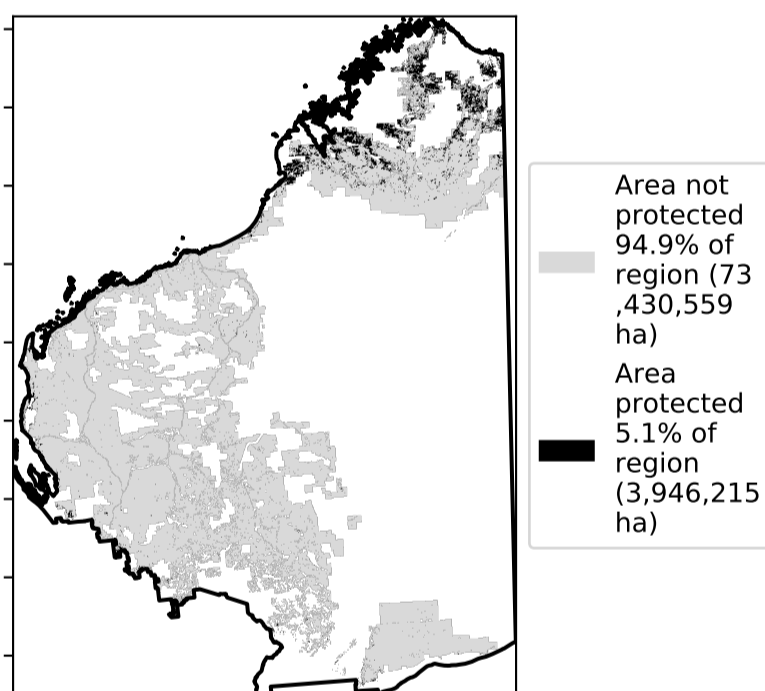 Area not
protected
94.9% of
region (73
,430,559
ha)
Area
protected
5.1% of
region
(3,946,215
ha)